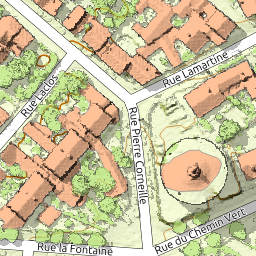 Rue Lamartine
Rue Laclos
Rue Pierre Corneille
Rue du Chemin Vert
Rue la Fontaine